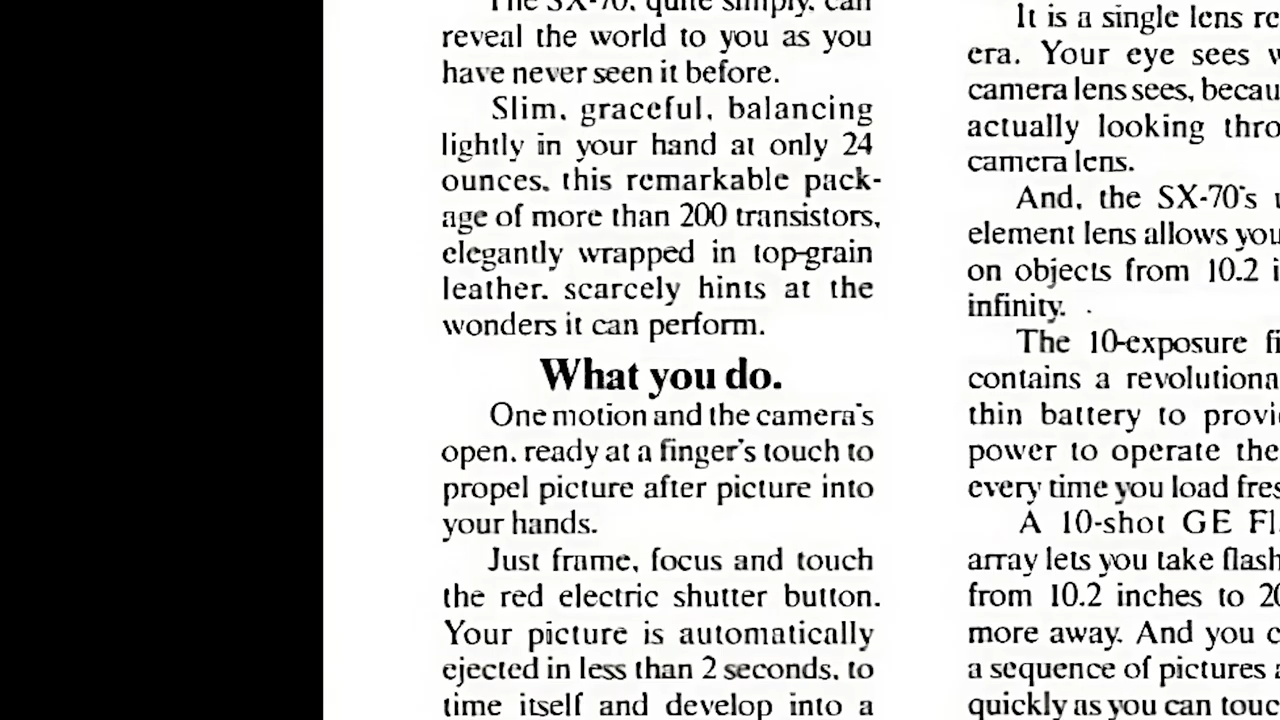 The SX-70, quite simply, can
reveal the world to you as you
have never seen it before.
Slim, graceful, balancing
lightly in your hand at only 24
ounces, this remarkable pack-
age of more than 200 transistors,
elegantly wrapped in top-grain
leather, scarcely hints at the
wonders it can perform.
What you do.
One motion and the camera's
open, ready at a finger's touch to
propel picture after picture into
your hands.
Just frame, focus and touch
the red electric shutter button.
Your picture is automatically
ejected in less than 2 seconds, to
time itself and develop into a
It is a single lens
era. Your eye sees
camera lens sees,
actually looking
camera lens.
And, the SX-70's
element lens allows you
on objects from 10.2
infinity.
The 10-exposure
contains a
thin battery to
power to operate the
every time you load
A 10-shot GE
array lets you take
from 10.2 inches to
more away. And you
a sequence of pictures
quickly as you can